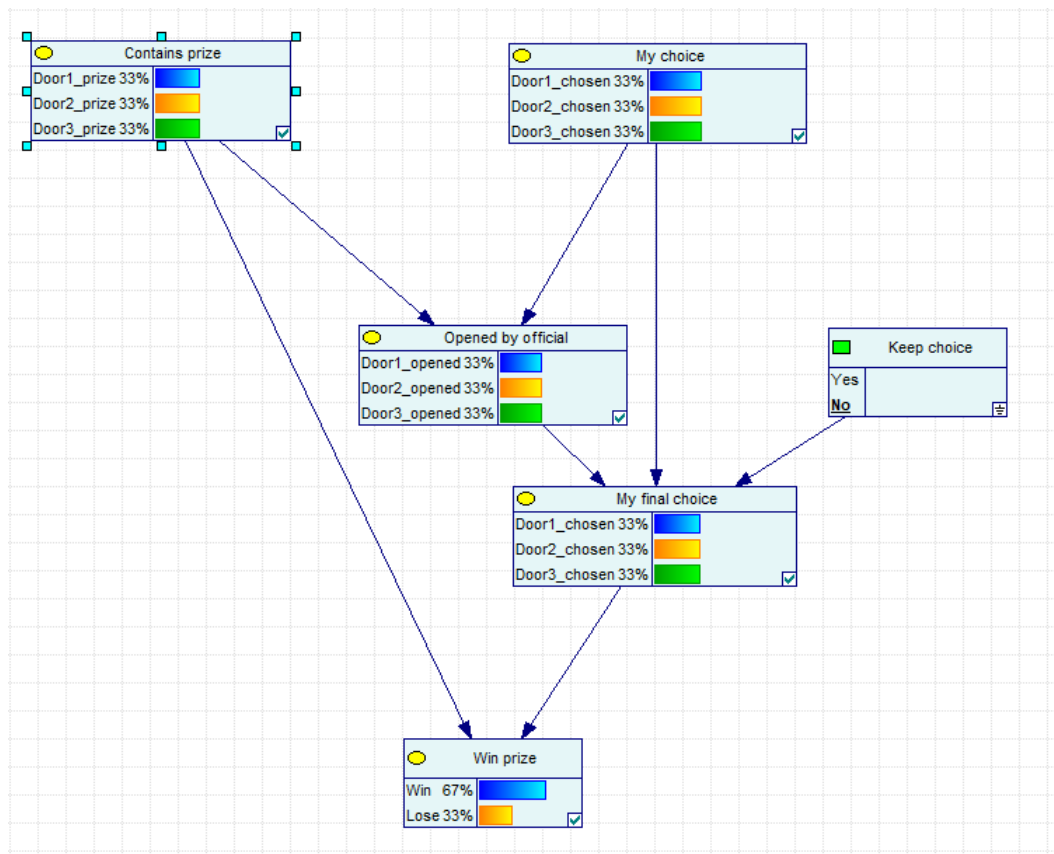 Contains prize
Door1_prize 33%
Door2_prize 33%
Door3_prize 33%
My choice
Door1_chosen 33%
Door2_chosen 33%
Door3_chosen 33%
Opened by official
Door1_opened 33%
Door2_opened 33%
Door3_opened 33%
Keep choice
Yes
No
My final choice
Door1_chosen 33%
Door2_chosen 33%
Door3_chosen 33%
Win prize
Win 67%
Lose 33%